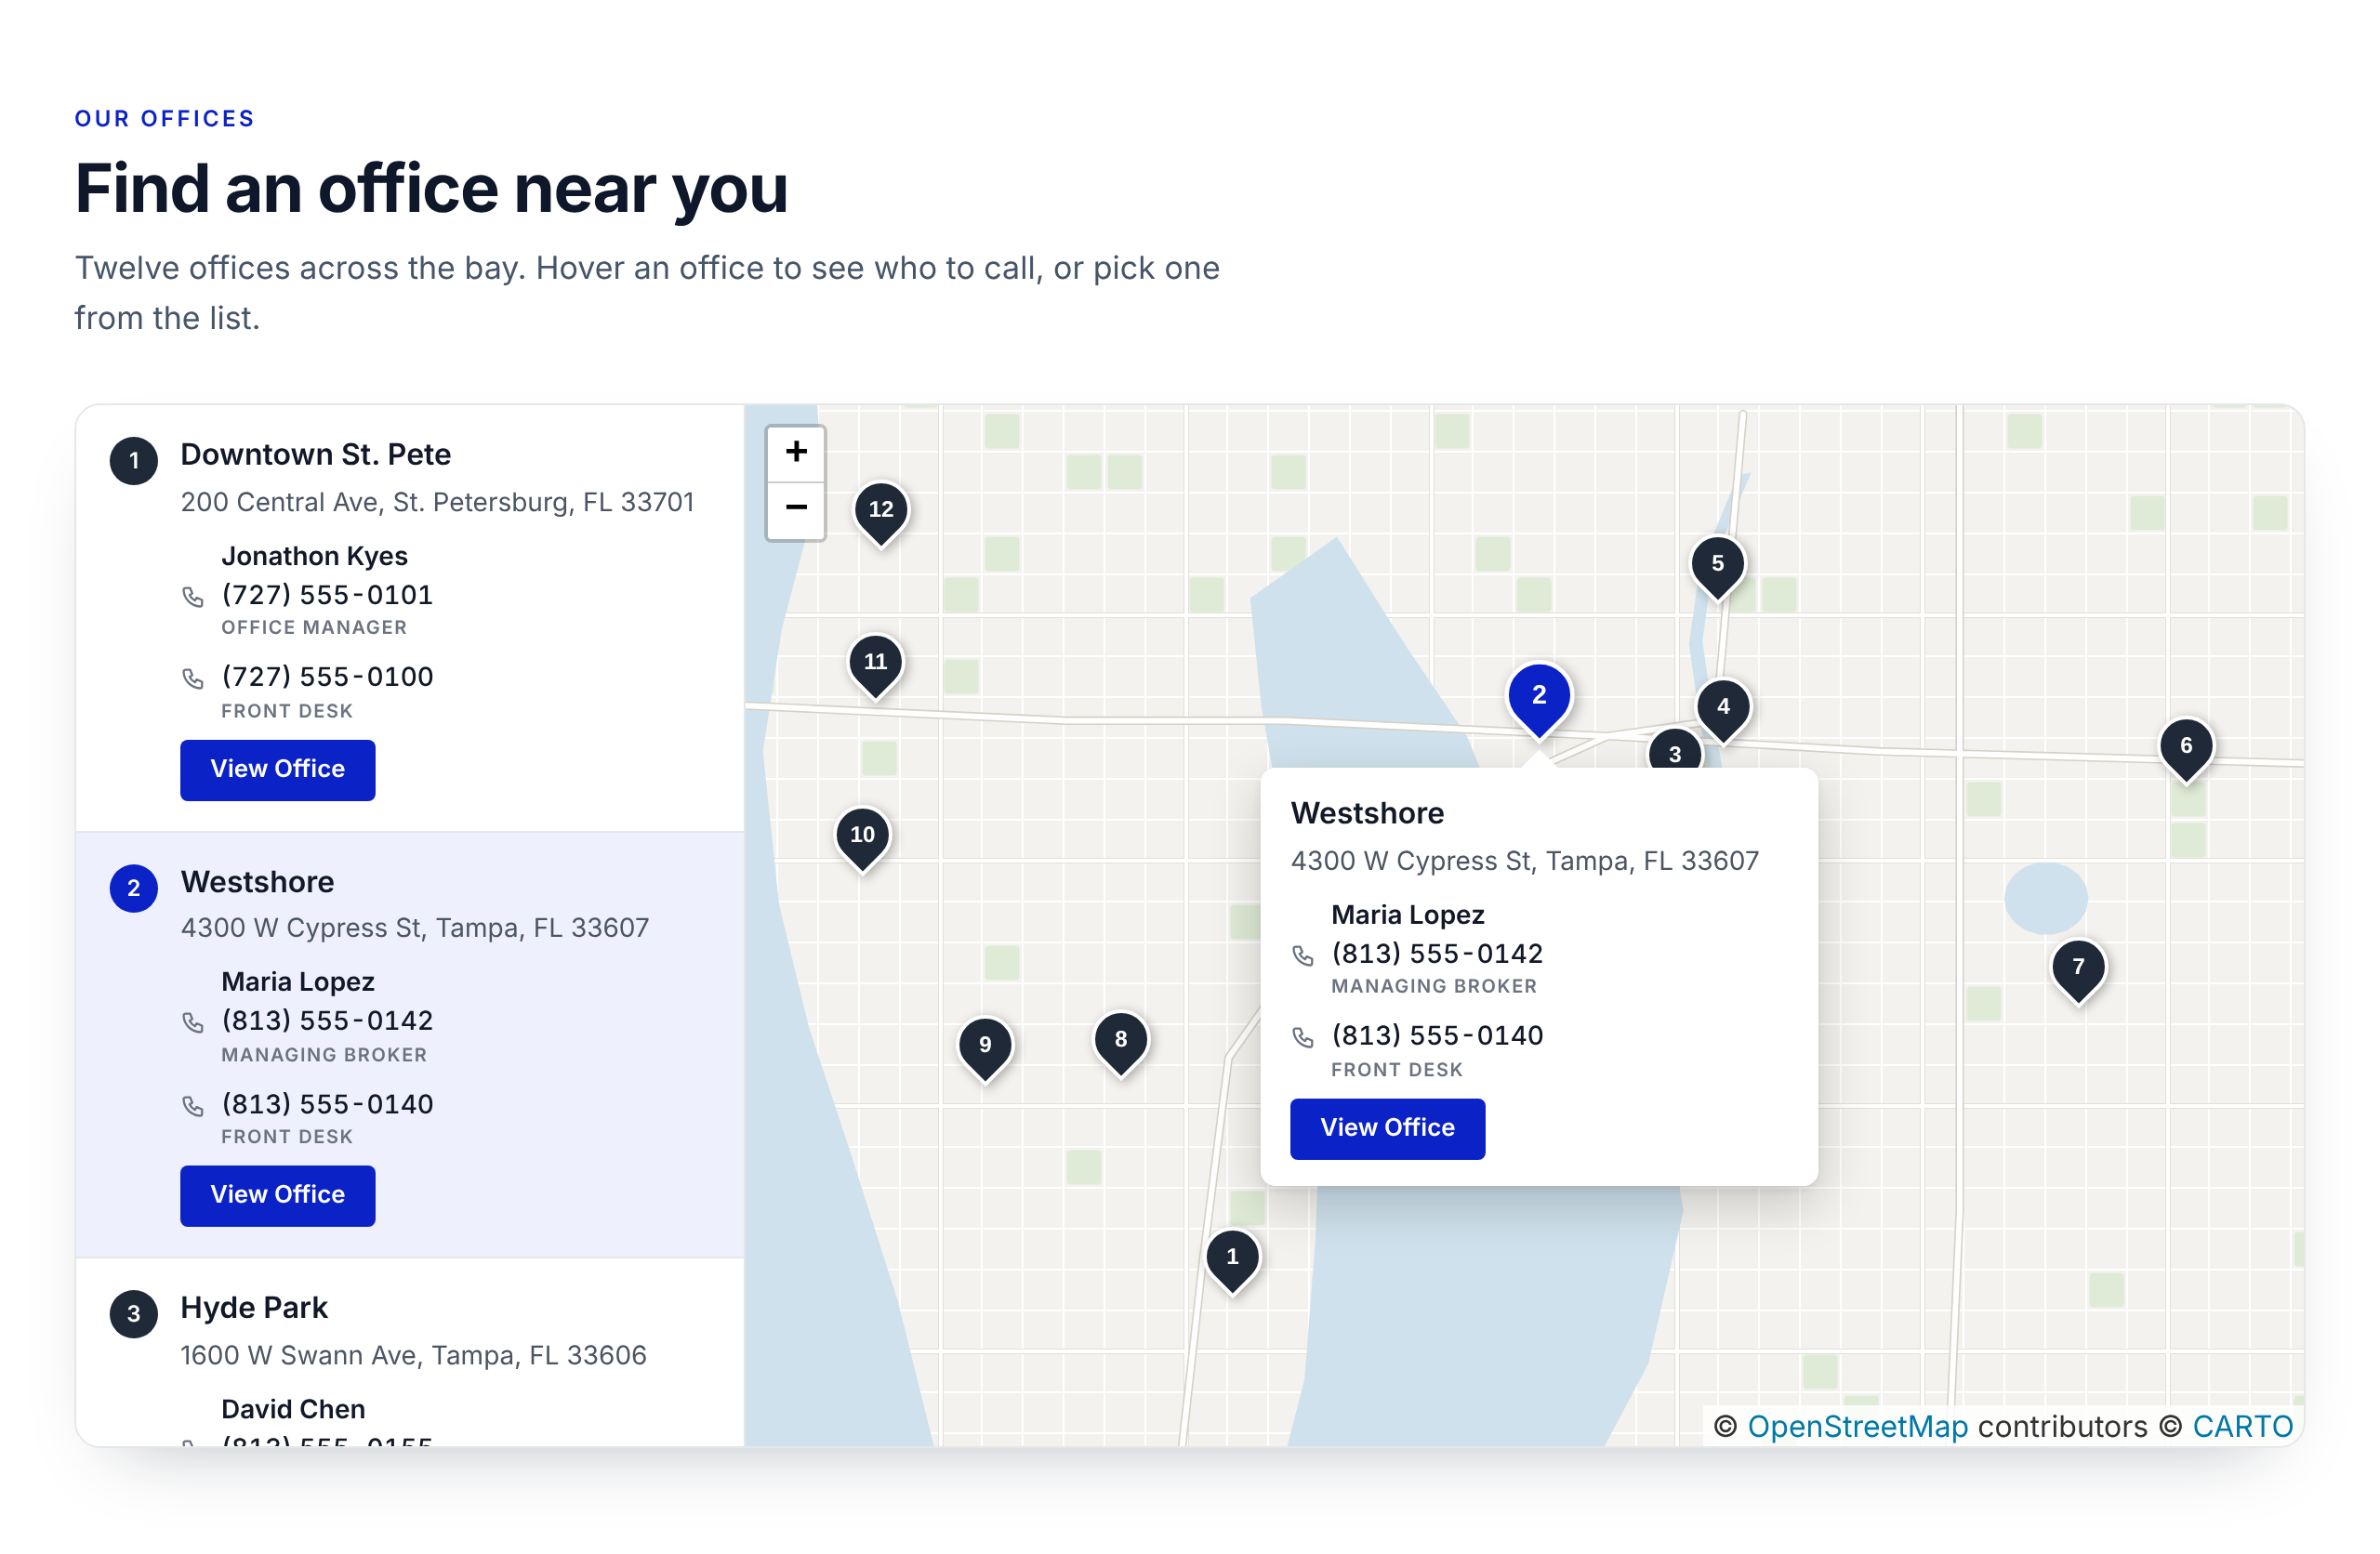 OUR OFFICES
Find an office near you
Twelve offices across the bay. Hover an office to see who to call, or pick one
from the list.
1
Downtown St. Pete
200 Central Ave, St. Petersburg, FL 33701
Jonathon Kyes
(727) 555-0101
OFFICE MANAGER
(727) 555-0100
FRONT DESK
View Office
2
Westshore
4300 W Cypress St, Tampa, FL 33607
Maria Lopez
(813) 555-0142
MANAGING BROKER
(813) 555-0140
FRONT DESK
View Office
3
Hyde Park
1600 W Swann Ave, Tampa, FL 33606
David Chen
+
−
12
5
11
2
4
3
6
10
Westshore
4300 W Cypress St, Tampa, FL 33607
Maria Lopez
(813) 555-0142
MANAGING BROKER
(813) 555-0140
FRONT DESK
View Office
7
9
8
1
© OpenStreetMap contributors © CARTO